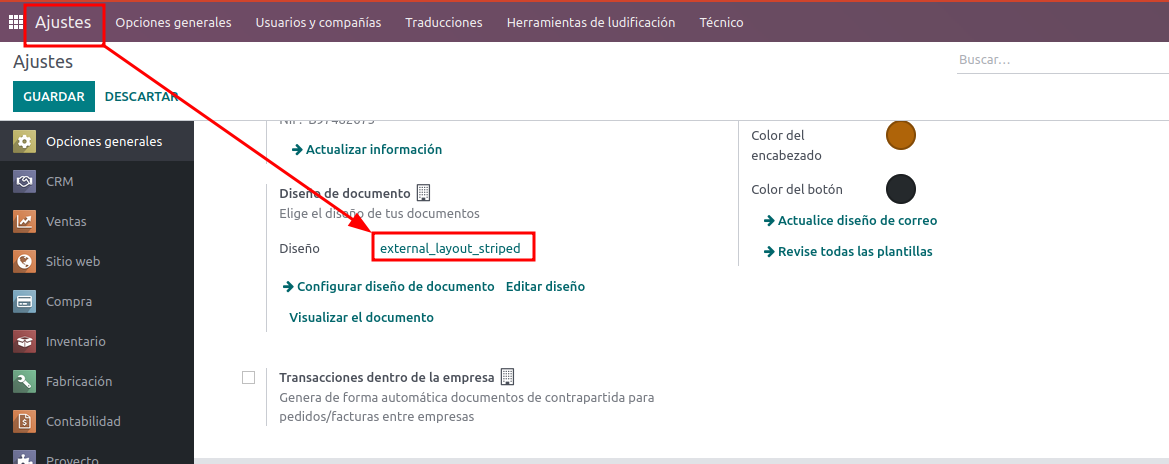 Ajustes Opciones generales Usuarios y compañías Traducciones Herramientas de ludificación Técnico
Ajustes
Buscar...
GUARDAR DESCARTAR
Opciones generales
CRM
Ventas
Sitio web
Compra
Inventario
Fabricación
Contabilidad
Proyecto
Actualizar información
Diseño de documento
Elige el diseño de tus documentos
Diseño external_layout_striped
Configurar diseño de documento Editar diseño
Visualizar el documento
Transacciones dentro de la empresa
Genera de forma automática documentos de contrapartida para
pedidos/facturas entre empresas
Color del
encabezado
Color del botón
Actualice diseño de correo
Revise todas las plantillas